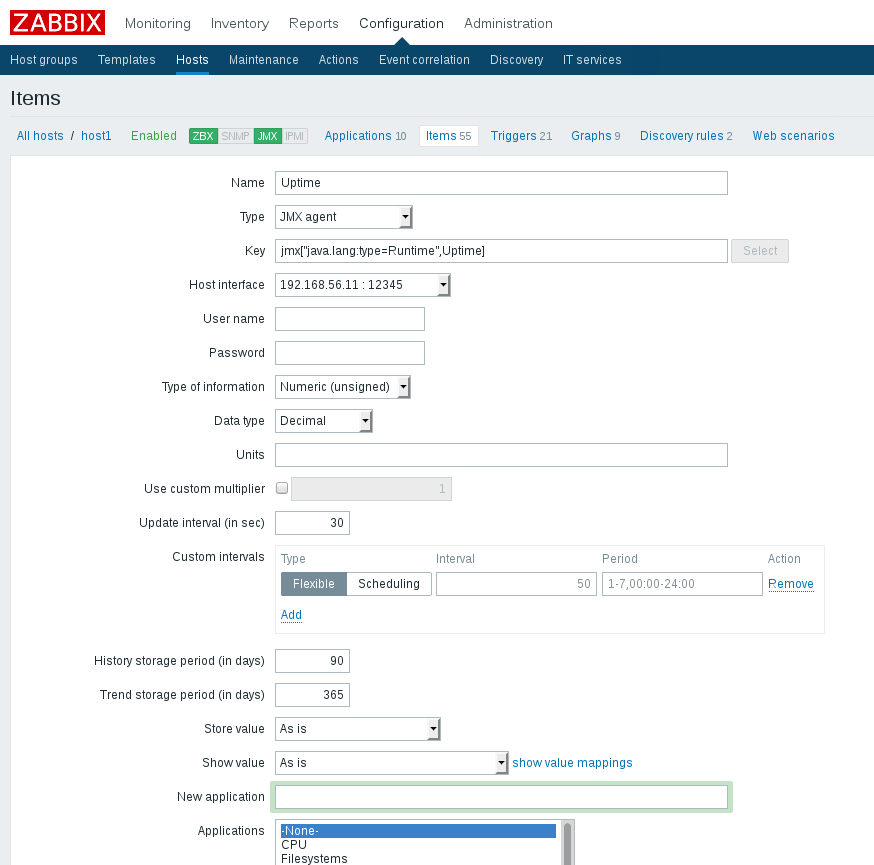 ZABBIX Monitoring Inventory Reports Configuration Administration
Host groups Templates Hosts Maintenance Actions Event correlation Discovery IT services
Items
All hosts / host1 Enabled ZBX SNMP JMX IPMI Applications 10 Items 55 Triggers 21 Graphs 9 Discovery rules 2 Web scenarios
Name Uptime
Type JMX agent
Key jmx["java.lang:type=Runtime",Uptime] Select
Host interface 192.168.56.11 : 12345
User name
Password
Type of information Numeric (unsigned)
Data type Decimal
Units
Use custom multiplier 1
Update interval (in sec) 30
Custom intervals Type Interval Period Action
Flexible Scheduling 50 1-7,00:00-24:00 Remove
Add
History storage period (in days) 90
Trend storage period (in days) 365
Store value As is
Show value As is show value mappings
New application
Applications -None-
CPU
Filesystems